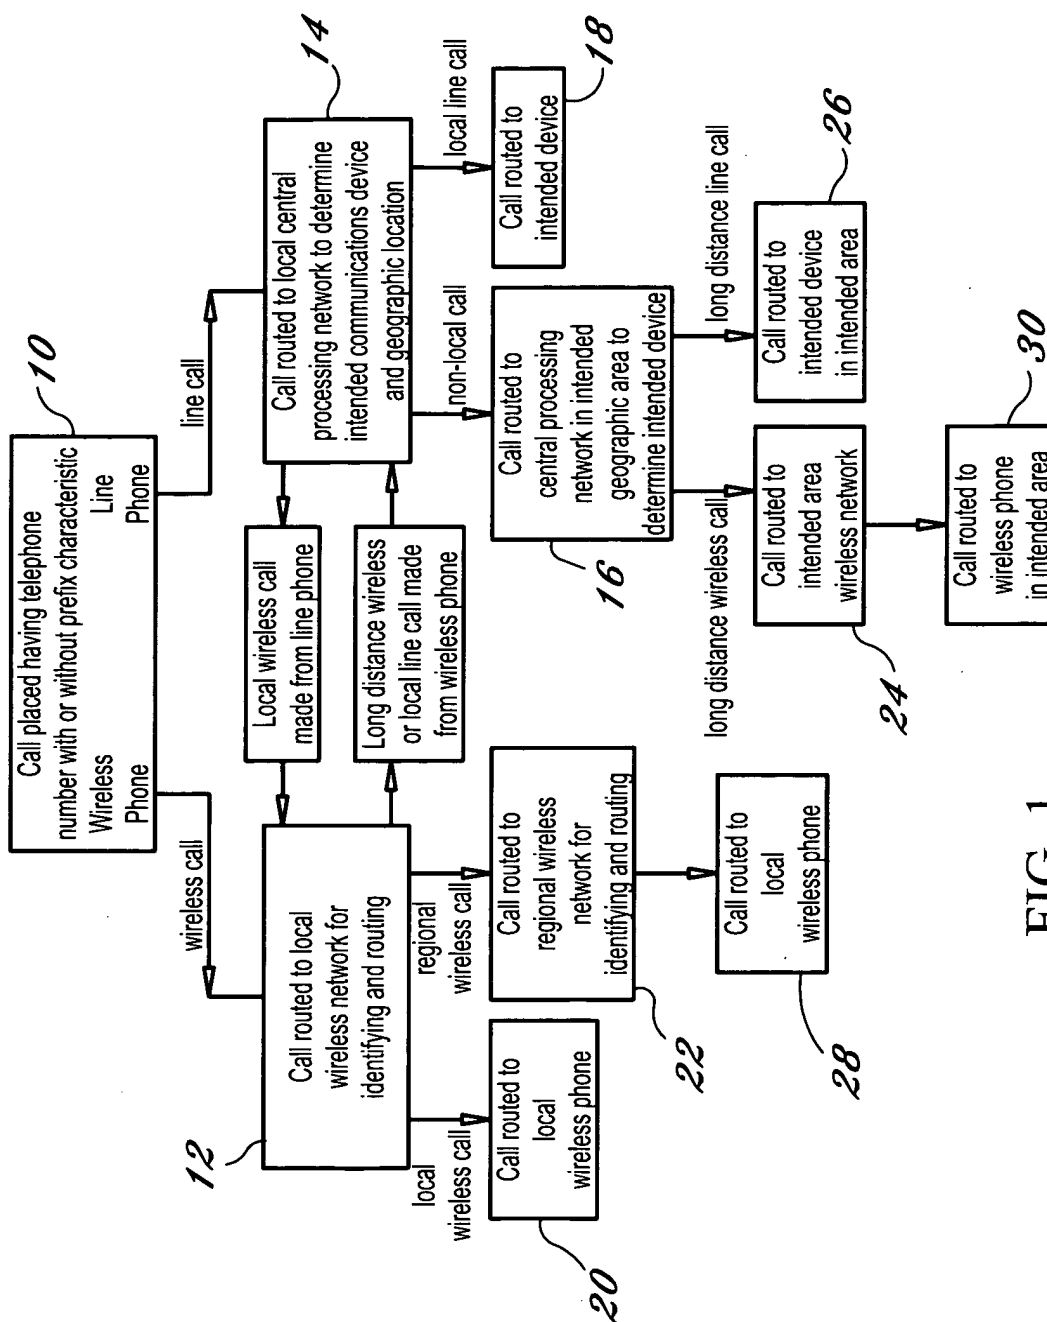 10
Call placed having telephone
number with or without prefix characteristic
Wireless
Phone
Line
Phone
wireless call
line call
12
Call routed to local
wireless network for
identifying and routing
Local wireless call
made from line phone
Long distance wireless
or local line call made
from wireless phone
14
Call routed to local central
processing network to determine
intended communications device
and geographic location
local
wireless call
regional
wireless call
non-local call
local line call
20
Call routed to
local
wireless phone
22
Call routed to
regional wireless
network for
identifying and routing
16
Call routed to
central processing
network in intended
geographic area to
determine intended device
18
Call routed to
intended device
long distance wireless call
long distance line call
28
Call routed to
local
wireless phone
24
Call routed to
intended area
wireless network
26
Call routed to
intended device
in intended area
30
Call routed to
wireless phone
in intended area
FIG. 1